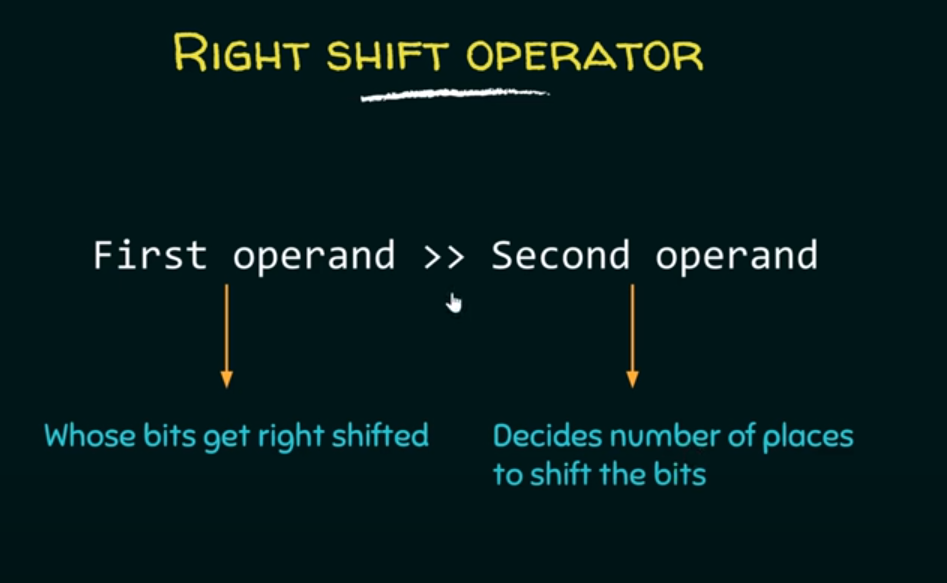 RIGHT SHIFT OPERATOR
First operand >> Second operand
Whose bits get right shifted
Decides number of places
to shift the bits